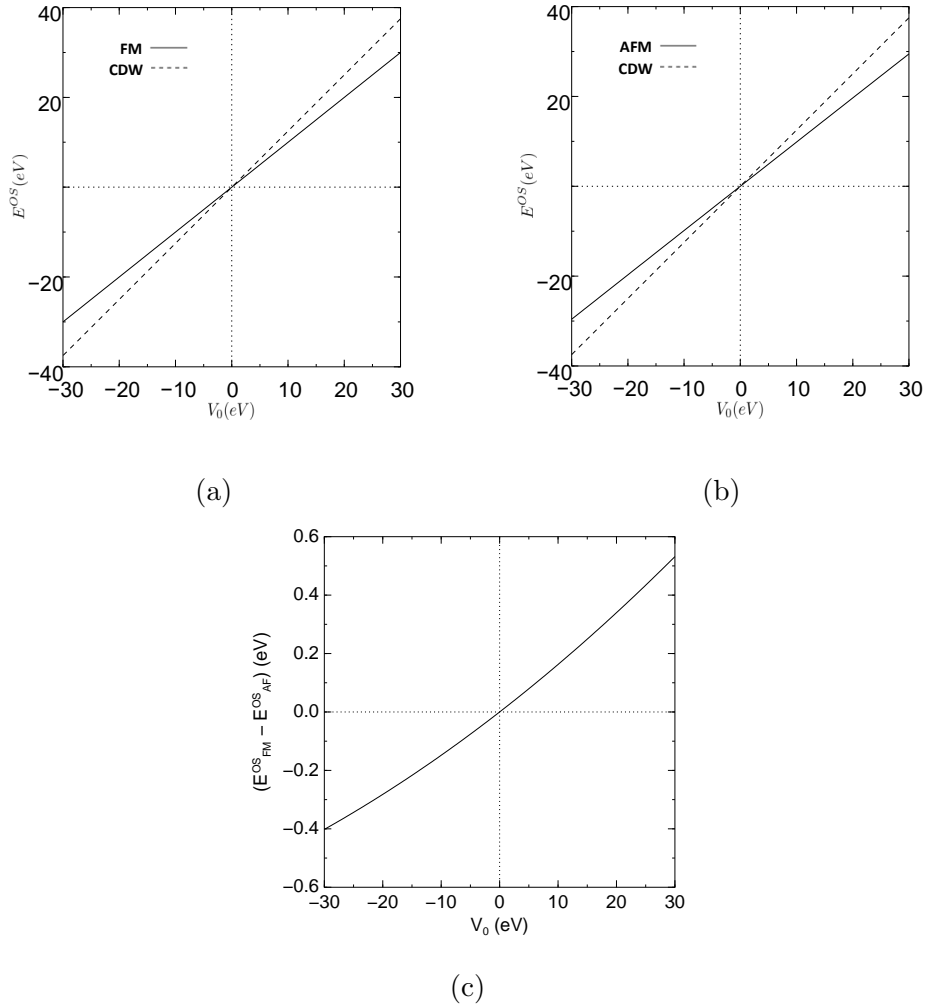 40
20
−20
−40
FM
CDW
E^{OS}(eV)
−30 −20 −10 0 10 20 30
V_0(eV)
(a)
40
20
−20
−40
AFM
CDW
E^{OS}(eV)
−30 −20 −10 0 10 20 30
V_0(eV)
(b)
0.6
0.4
0.2
0.0
−0.2
−0.4
−0.6
(E^{OS}_{FM} − E^{OS}_{AF}) (eV)
−30 −20 −10 0 10 20 30
V_0 (eV)
(c)